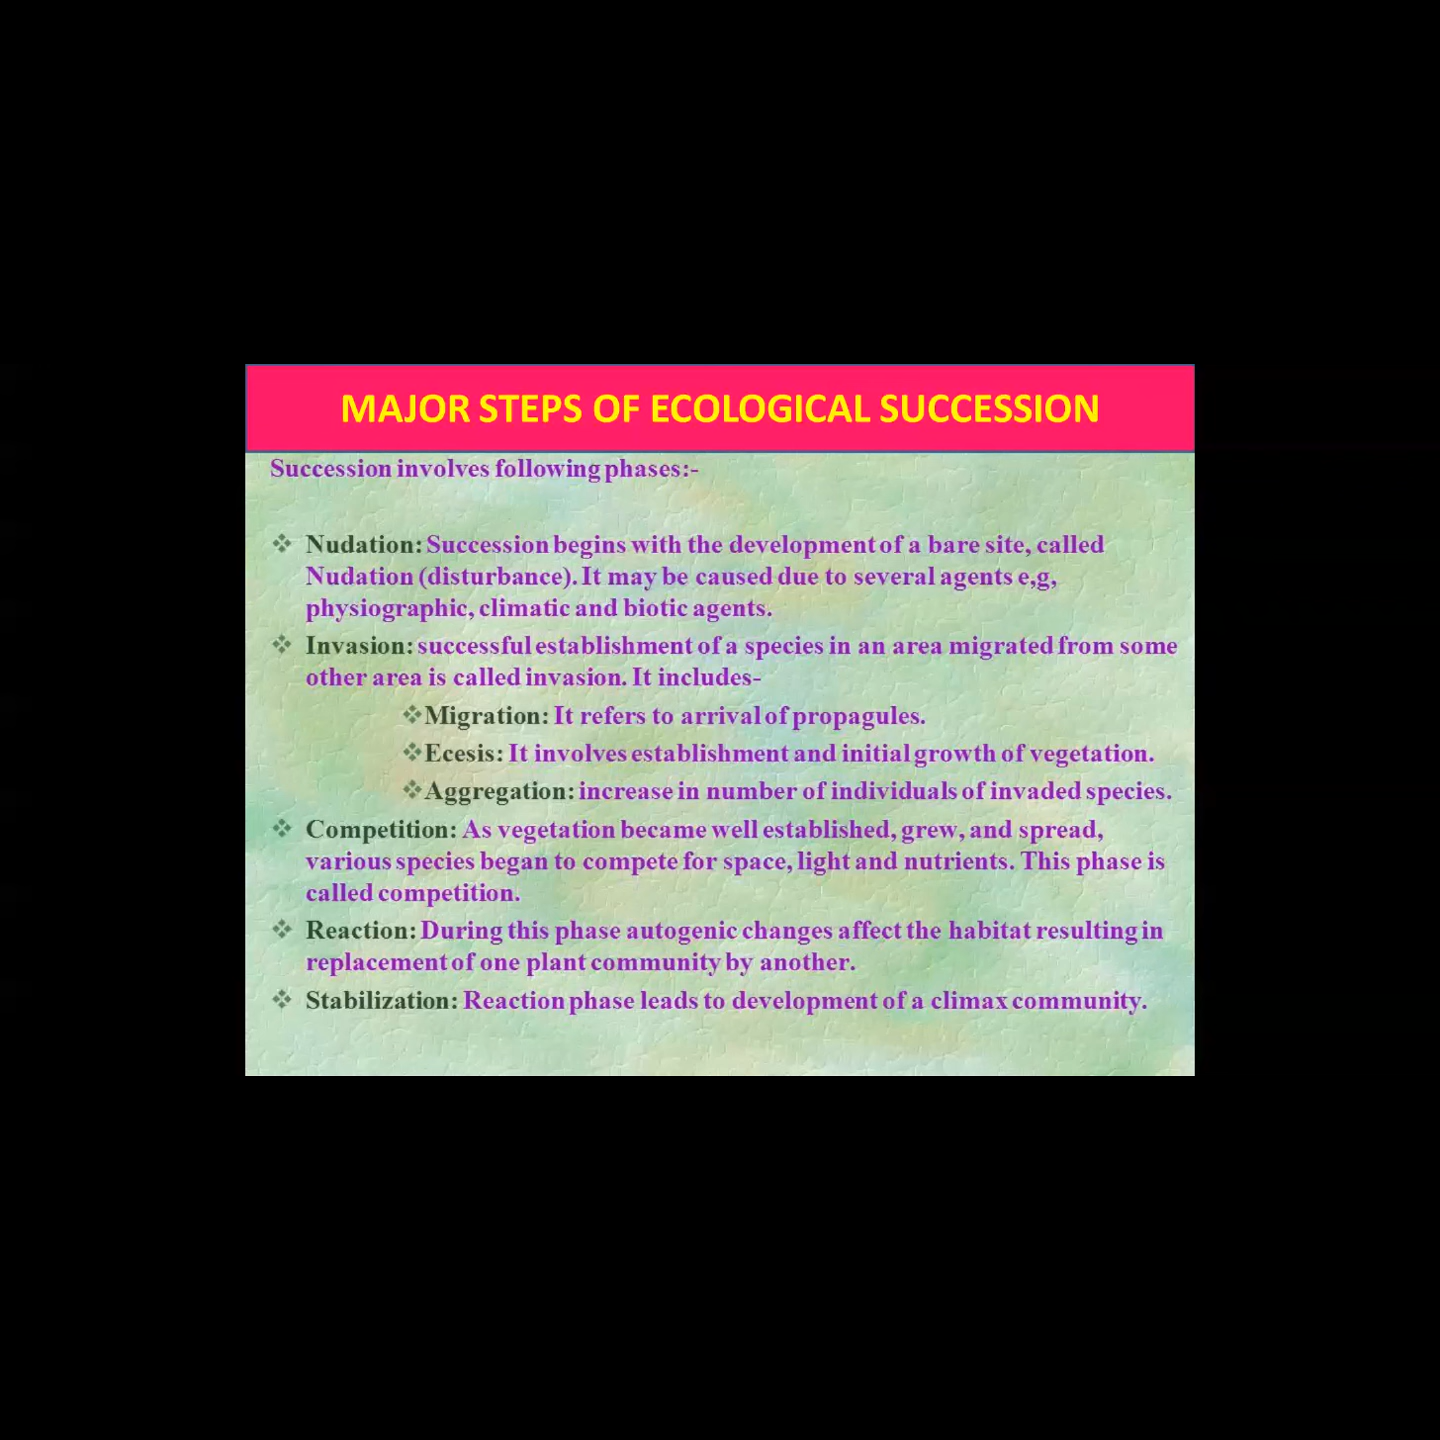 MAJOR STEPS OF ECOLOGICAL SUCCESSION
Succession involves following phases:-
❖ Nudation: Succession begins with the development of a bare site, called
Nudation (disturbance). It may be caused due to several agents e,g,
physiographic, climatic and biotic agents.
❖ Invasion: successful establishment of a species in an area migrated from some
other area is called invasion. It includes-
❖Migration: It refers to arrival of propagules.
❖Ecesis: It involves establishment and initial growth of vegetation.
❖Aggregation: increase in number of individuals of invaded species.
❖ Competition: As vegetation became well established, grew, and spread,
various species began to compete for space, light and nutrients. This phase is
called competition.
❖ Reaction: During this phase autogenic changes affect the habitat resulting in
replacement of one plant community by another.
❖ Stabilization: Reaction phase leads to development of a climax community.